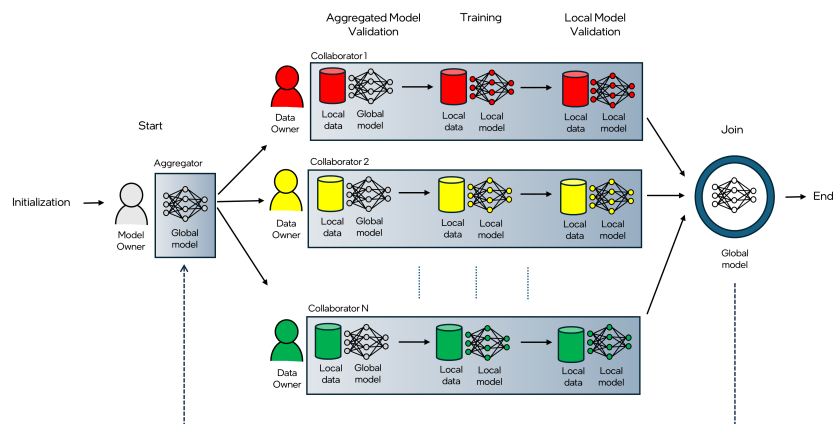 Aggregated Model
Validation
Training
Local Model
Validation
Collaborator 1
Data
Owner
Local
data
Global
model
Local
data
Local
model
Local
data
Local
model
Start
Join
Aggregator
Initialization
Model
Owner
Global
model
Collaborator 2
Data
Owner
Local
data
Global
model
Local
data
Local
model
Local
data
Local
model
End
Global
model
Collaborator N
Data
Owner
Local
data
Global
model
Local
data
Local
model
Local
data
Local
model